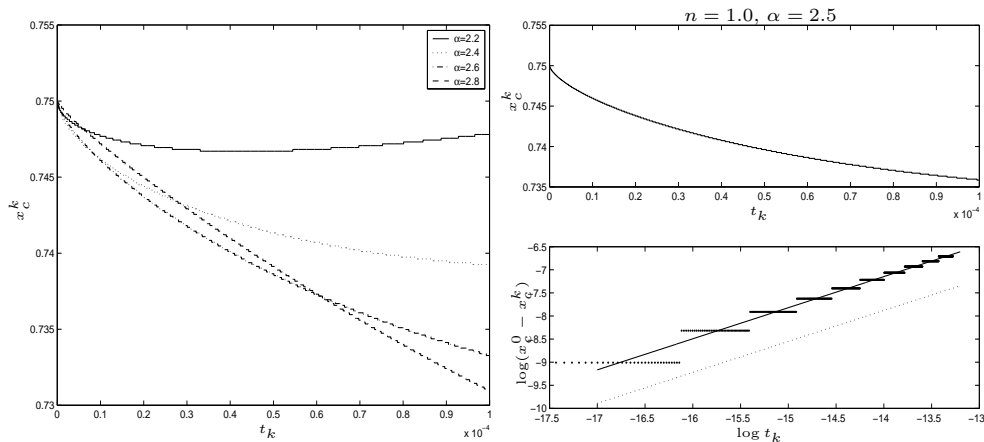 0.755
0.75
0.745
0.74
0.735
0.73
x_c^k
0 0.1 0.2 0.3 0.4 0.5 0.6 0.7 0.8 0.9 1
t_k
x 10^-4
α=2.2
α=2.4
α=2.6
α=2.8
n = 1.0, α = 2.5
0.755
0.75
0.745
0.74
0.735
x_c^k
0 0.1 0.2 0.3 0.4 0.5 0.6 0.7 0.8 0.9 1
t_k
x 10^-4
−6.5
−7
−7.5
−8
−8.5
−9
−9.5
−10
log(x_c^0 − x_c^k)
−17.5 −17 −16.5 −16 −15.5 −15 −14.5 −14 −13.5 −13
log t_k